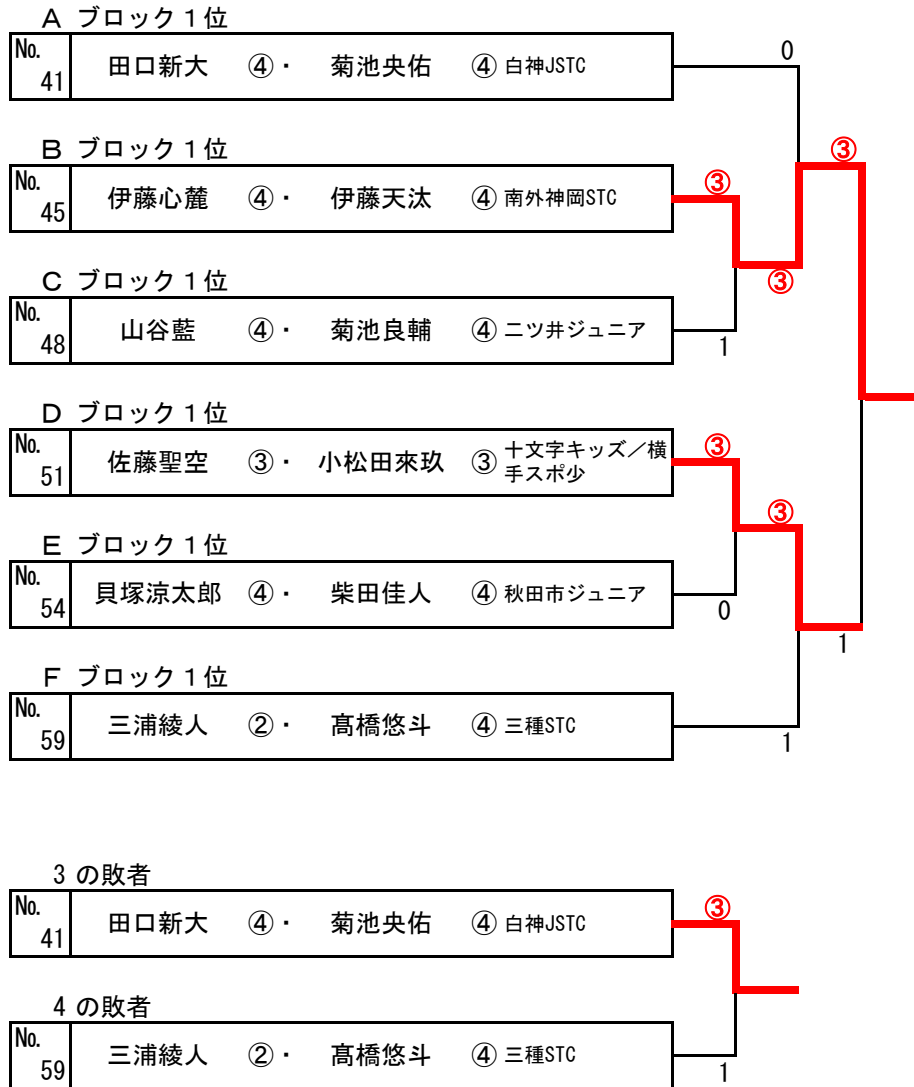 A ブロック１位
0
No.
41 田口新大 ④・ 菊池央佑 ④ 白神JSTC
B ブロック１位
③
No.
45 伊藤心麓 ④・ 伊藤天汰 ④ 南外神岡STC
③
③
C ブロック１位
No.
48 山谷藍 ④・ 菊池良輔 ④ 二ツ井ジュニア
1
D ブロック１位
No.
51 佐藤聖空 ③・ 小松田來玖 ③ 十文字キッズ／横
手スポ少
③
③
E ブロック１位
No.
54 貝塚涼太郎 ④・ 柴田佳人 ④ 秋田市ジュニア
0
1
F ブロック１位
No.
59 三浦綾人 ②・ 髙橋悠斗 ④ 三種STC
1
3 の敗者
No.
41 田口新大 ④・ 菊池央佑 ④ 白神JSTC
③
4 の敗者
No.
59 三浦綾人 ②・ 髙橋悠斗 ④ 三種STC
1